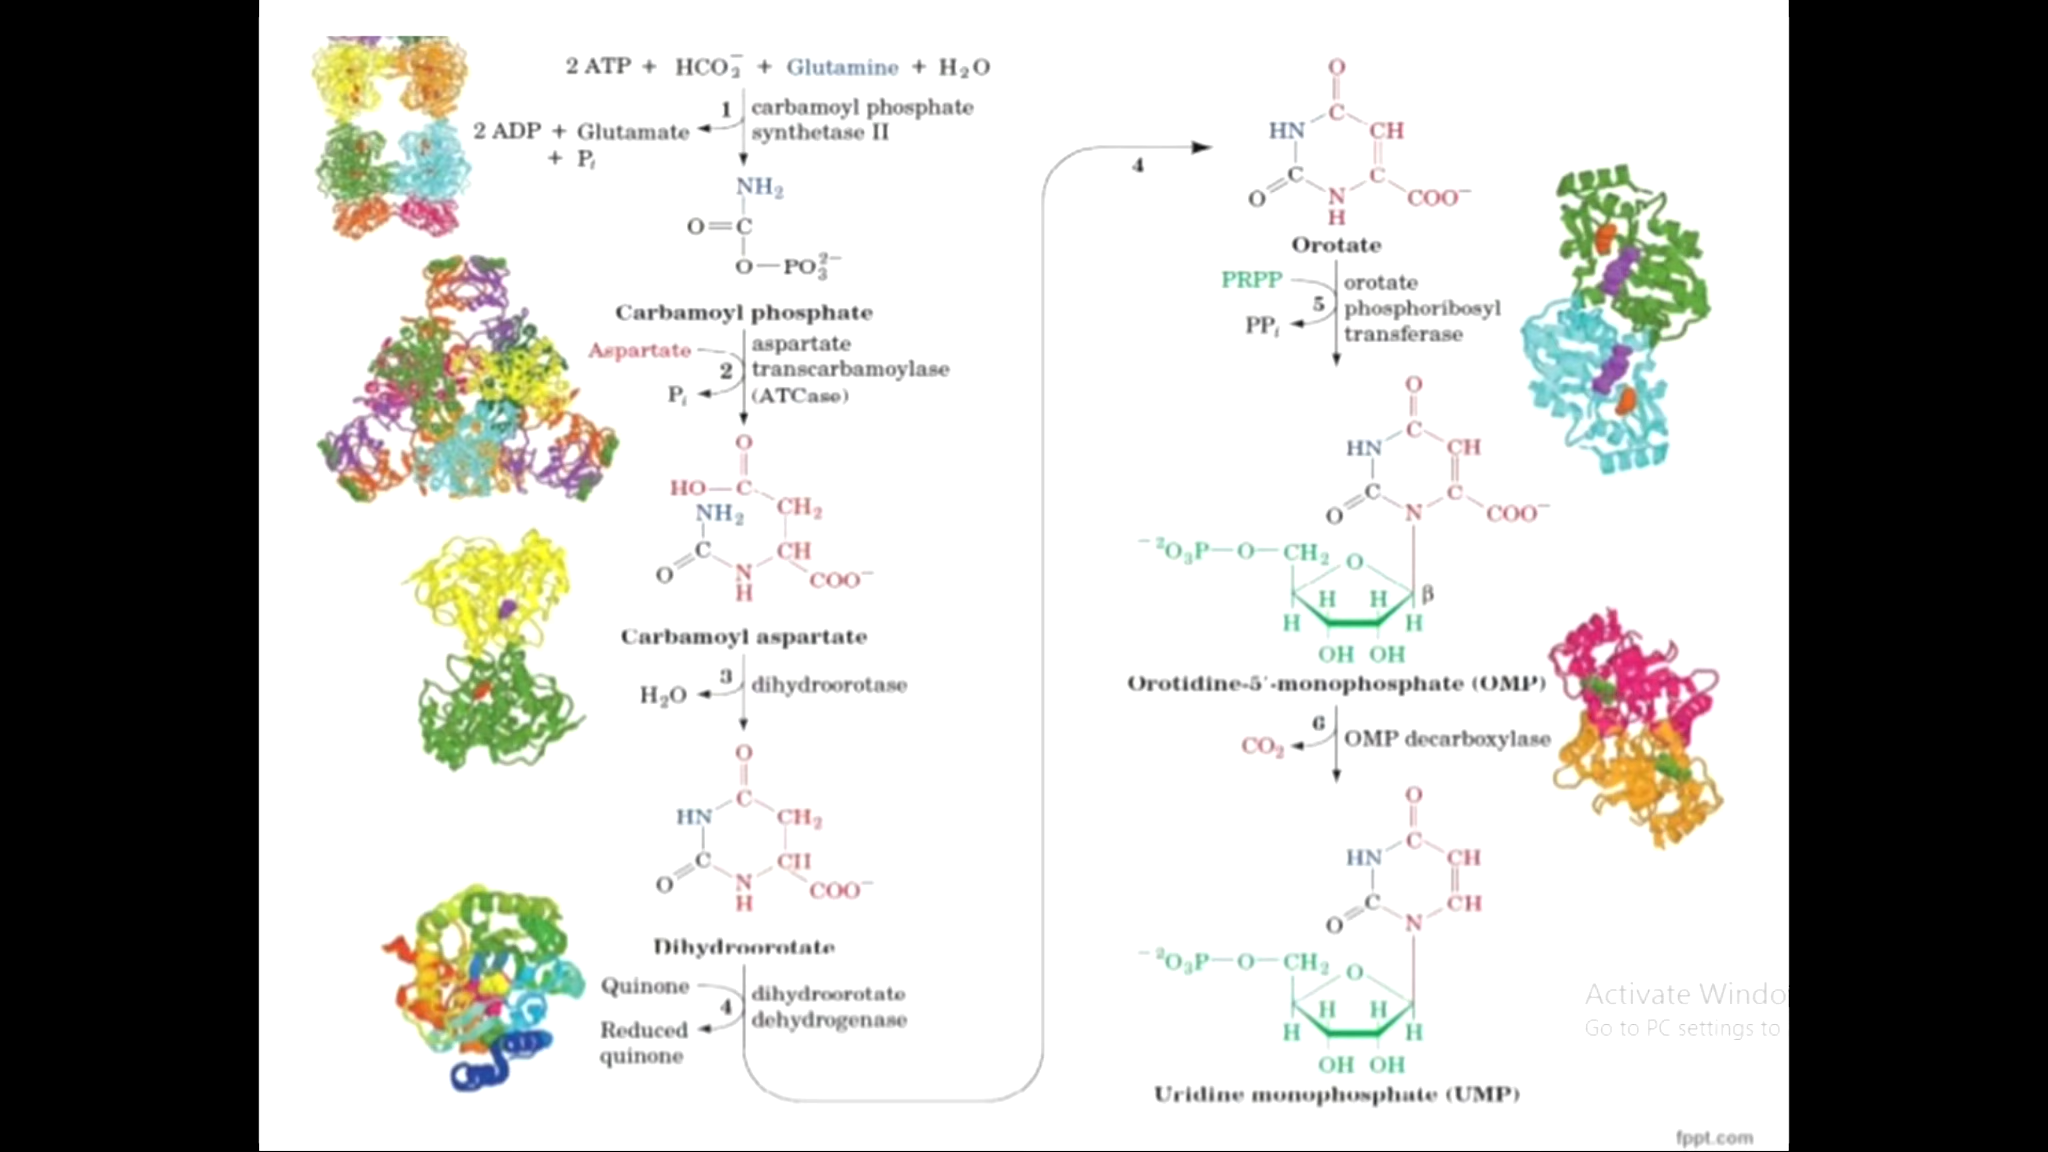 2 ATP + HCO₃⁻ + Glutamine + H₂O
1 carbamoyl phosphate
synthetase II
2 ADP + Glutamate
+ Pᵢ
NH₂
O=C
O—PO₃²⁻
Carbamoyl phosphate
Aspartate
aspartate
2 transcarbamoylase
(ATCase)
Pᵢ
O
HO—C
CH₂
NH₂
C
CH
O
N
H
COO⁻
Carbamoyl aspartate
3 dihydroorotase
H₂O
O
C
HN
CH₂
C
CH
O
N
H
COO⁻
Dihydroorotate
Quinone
4 dihydroorotate
dehydrogenase
Reduced
quinone
4
O
C
HN
CH
C
C
O
N
H
COO⁻
Orotate
PRPP
orotate
5 phosphoribosyl
transferase
PPᵢ
O
C
HN
CH
C
C
O
N
COO⁻
⁻²O₃P—O—CH₂
O
β
H H
H H
OH OH
Orotidine-5′-monophosphate (OMP)
6 OMP decarboxylase
CO₂
O
C
HN
CH
C
CH
O
N
⁻²O₃P—O—CH₂
O
H H
H H
OH OH
Uridine monophosphate (UMP)
Activate Windo
Go to PC settings to
fppt.com